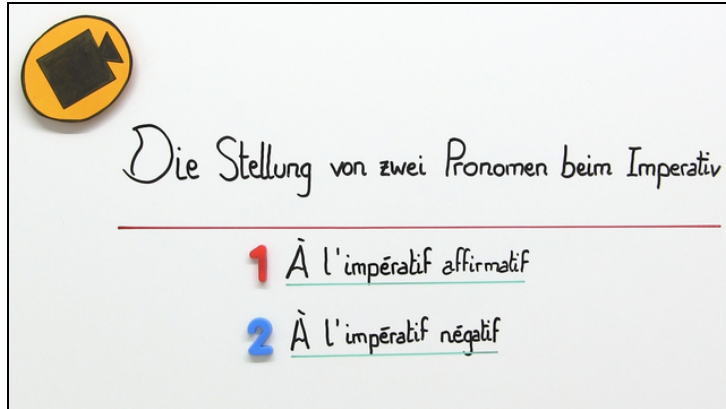 Die Stellung von zwei Pronomen beim Imperativ
1 À l'impératif affirmatif
2 À l'impératif négatif